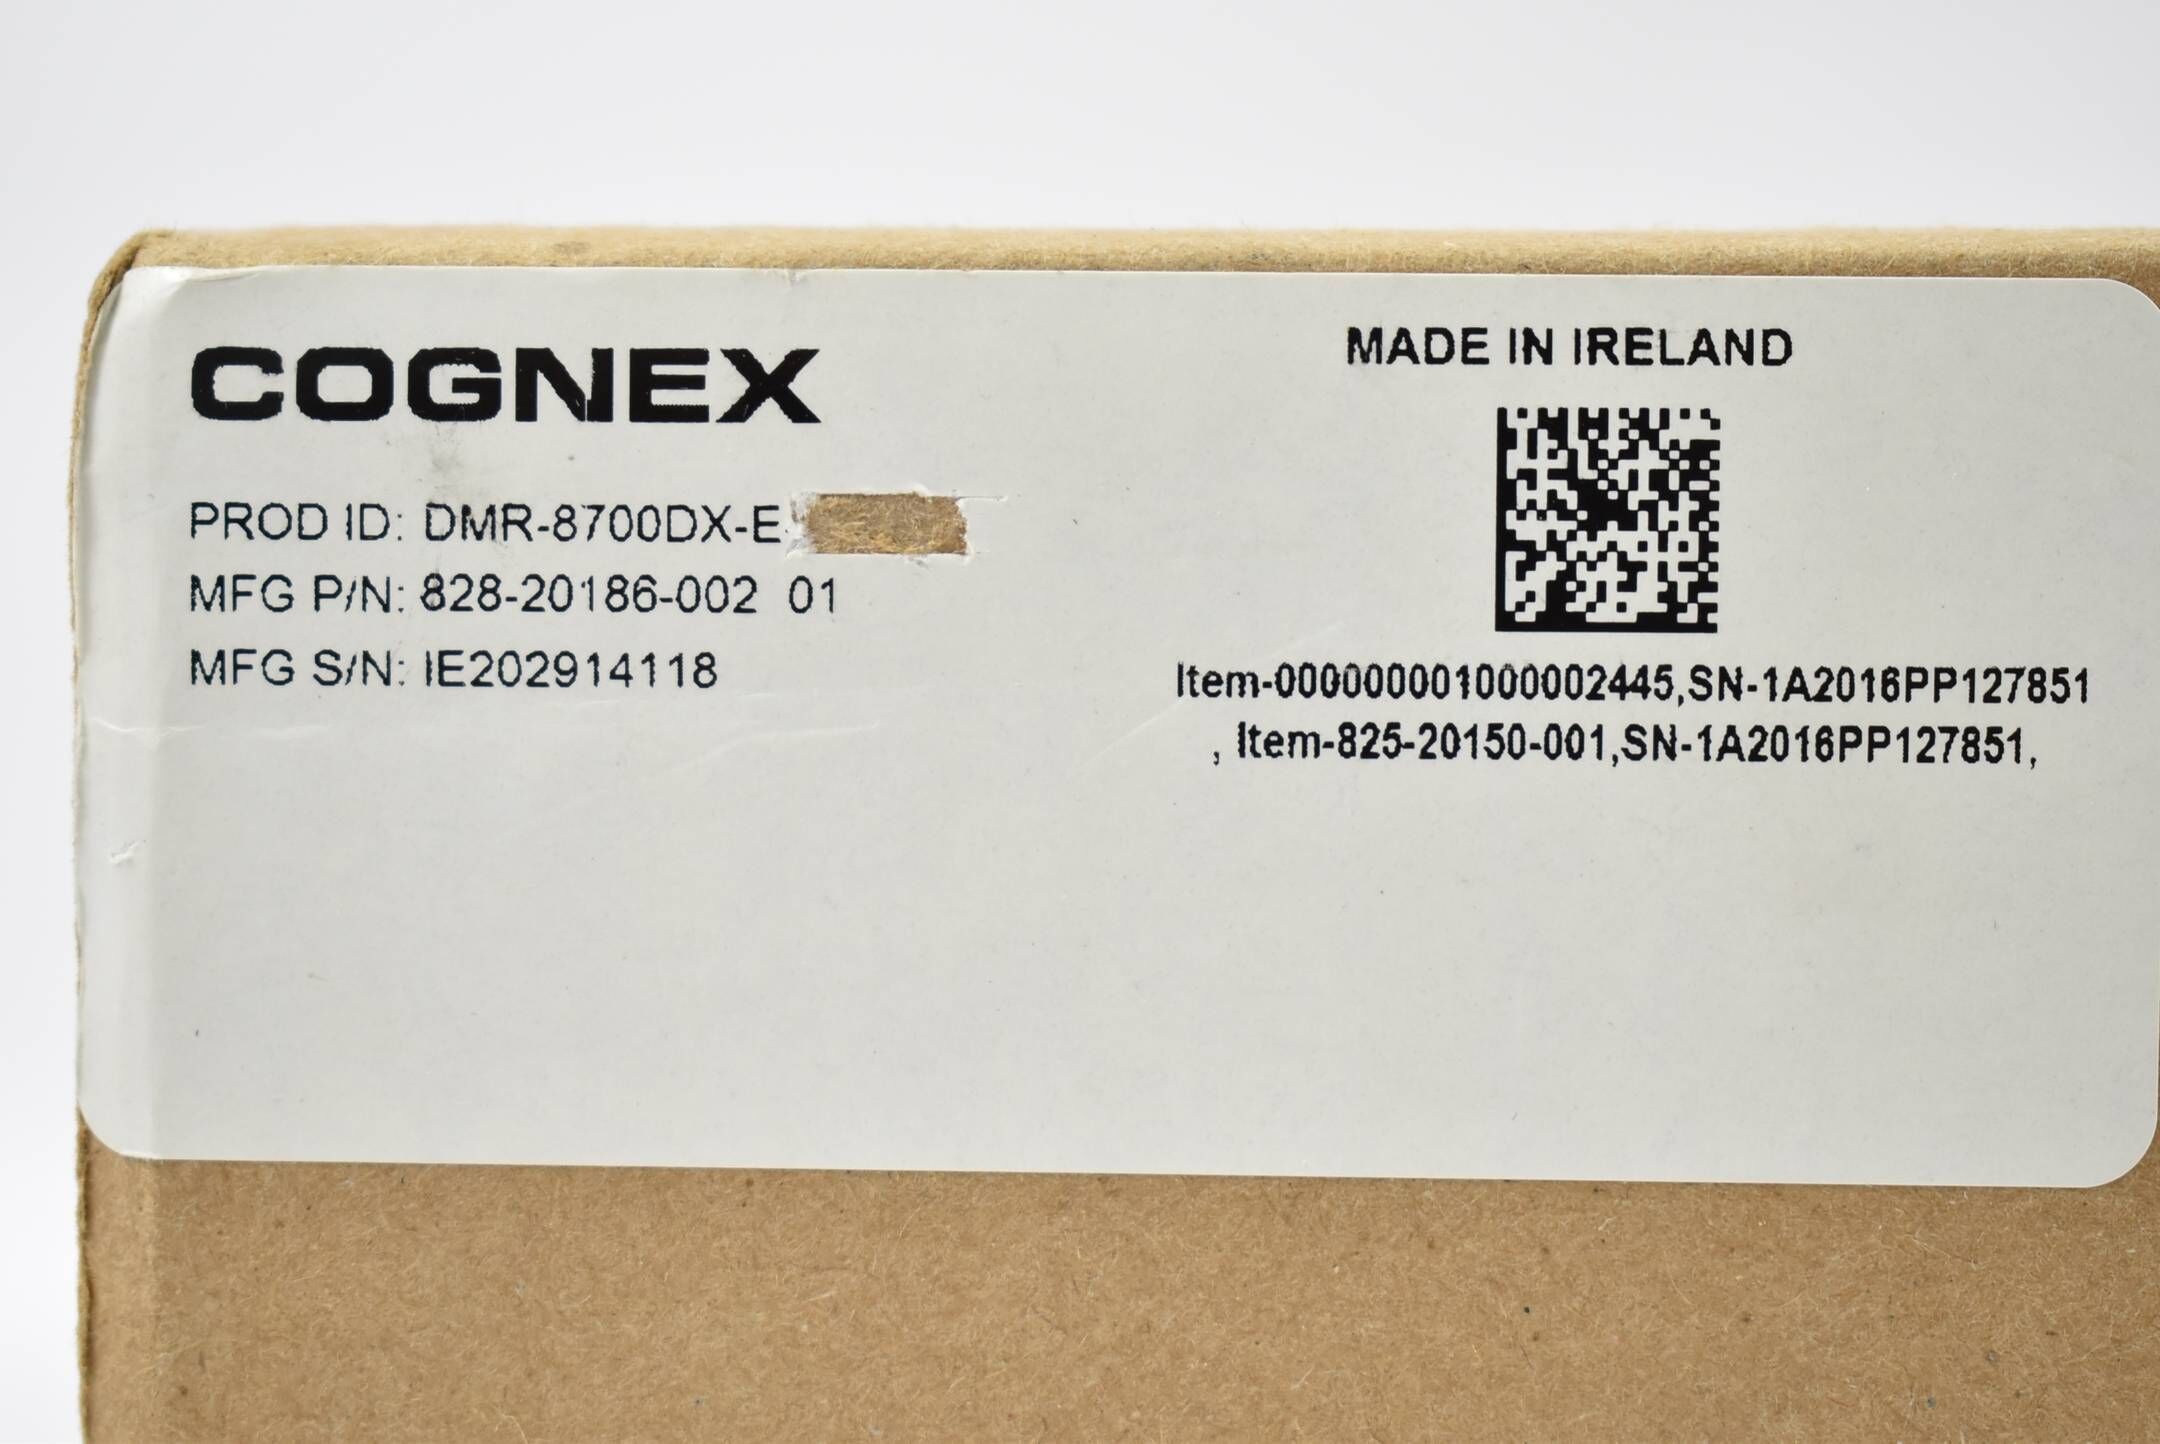 COGNEX
PROD ID: DMR-8700DX-E
MFG P/N: 828-20186-002 01
MFG S/N: IE202914118
MADE IN IRELAND
Item-000000001000002445,SN-1A2016PP127851
, Item-825-20150-001,SN-1A2016PP127851,